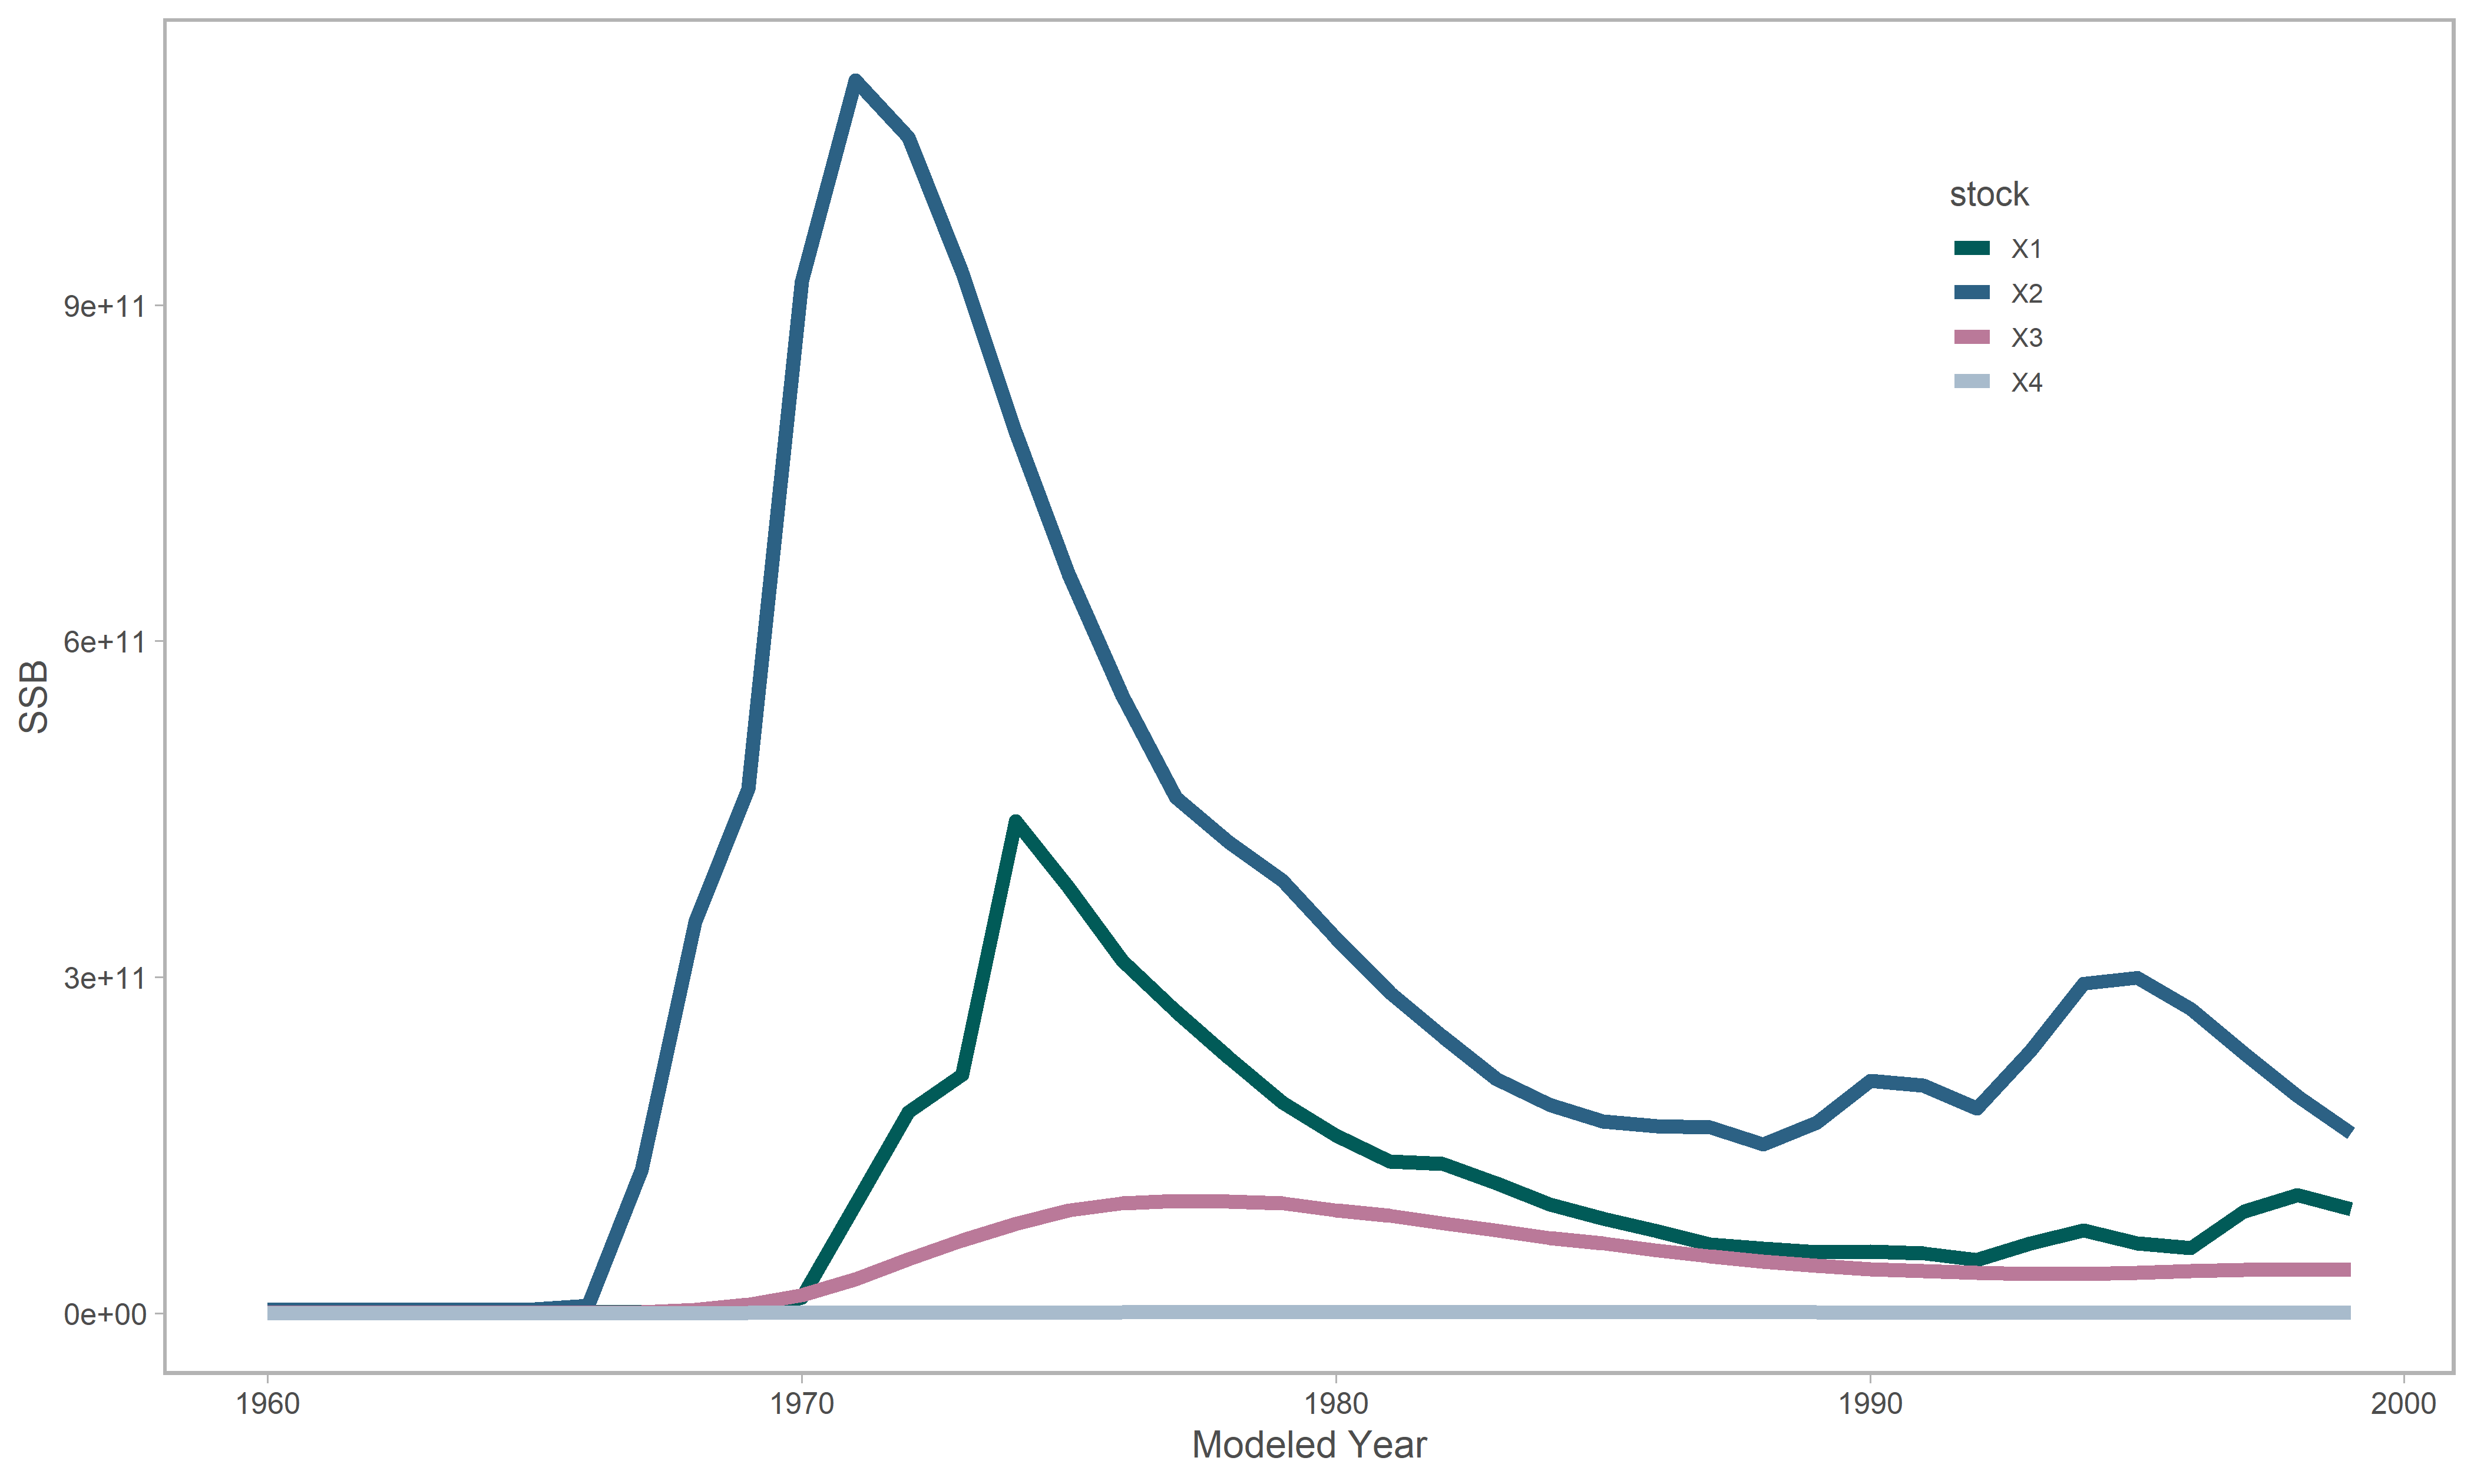 stock
X1
X2
X3
X4
9e+11
6e+11
3e+11
0e+00
SSB
1960 1970 1980 1990 2000
Modeled Year